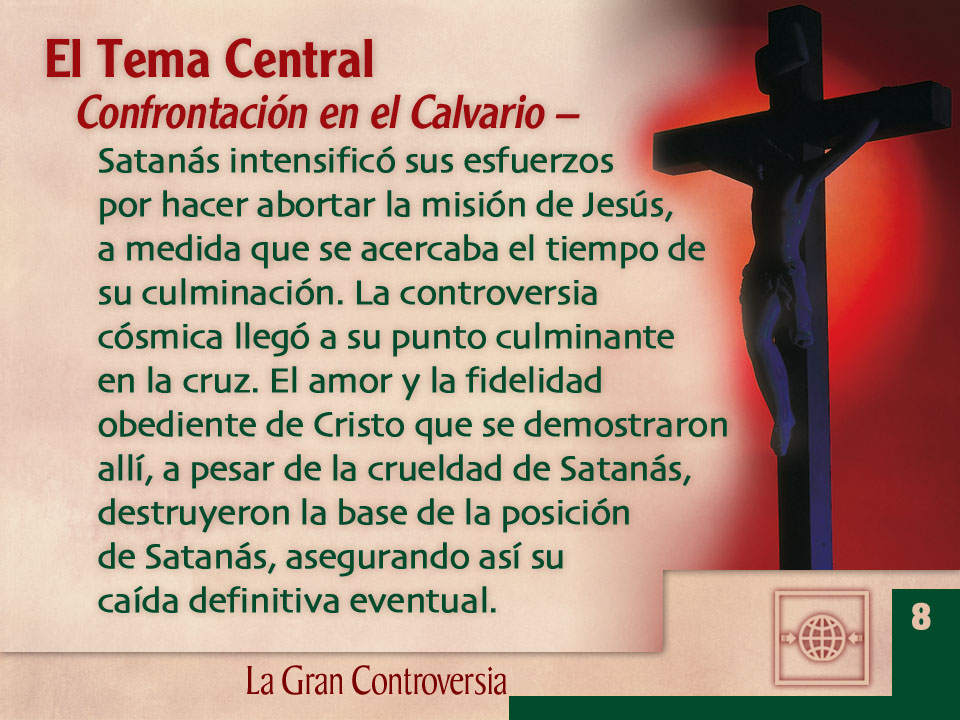 El Tema Central
Confrontación en el Calvario –
Satanás intensificó sus esfuerzos
por hacer abortar la misión de Jesús,
a medida que se acercaba el tiempo de
su culminación. La controversia
cósmica llegó a su punto culminante
en la cruz. El amor y la fidelidad
obediente de Cristo que se demostraron
allí, a pesar de la crueldad de Satanás,
destruyeron la base de la posición
de Satanás, asegurando así su
caída definitiva eventual.
8
La Gran Controversia